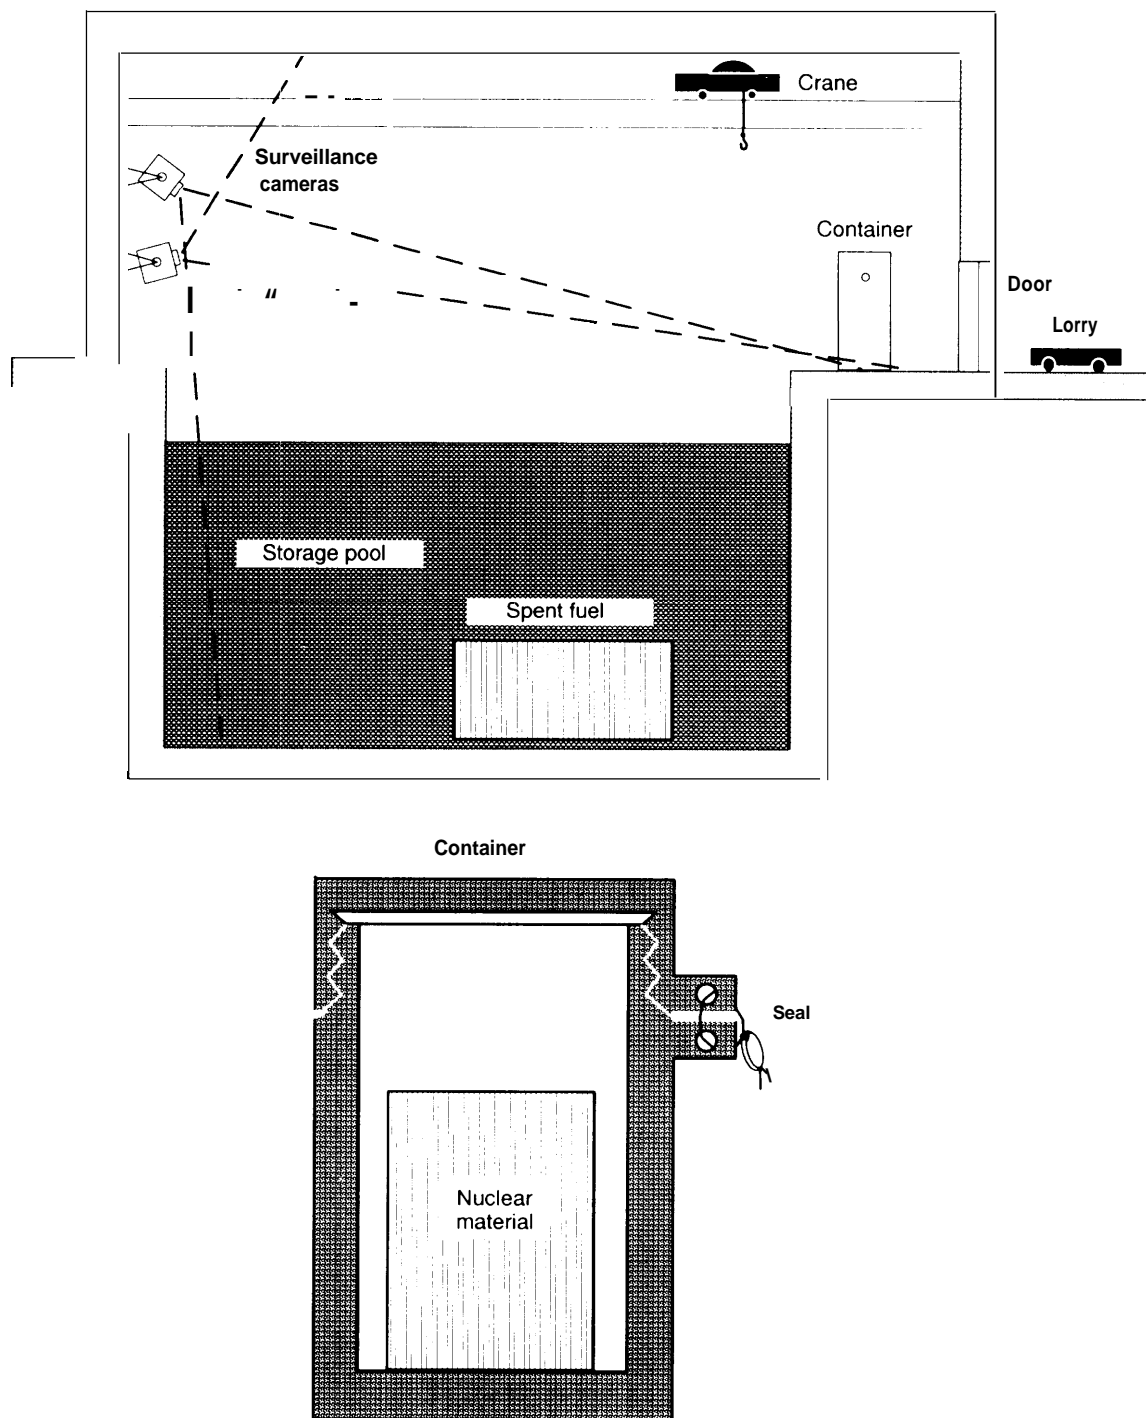 Crane
Surveillance
cameras
Container
Door
Lorry
Storage pool
Spent fuel
Container
Seal
Nuclear
material